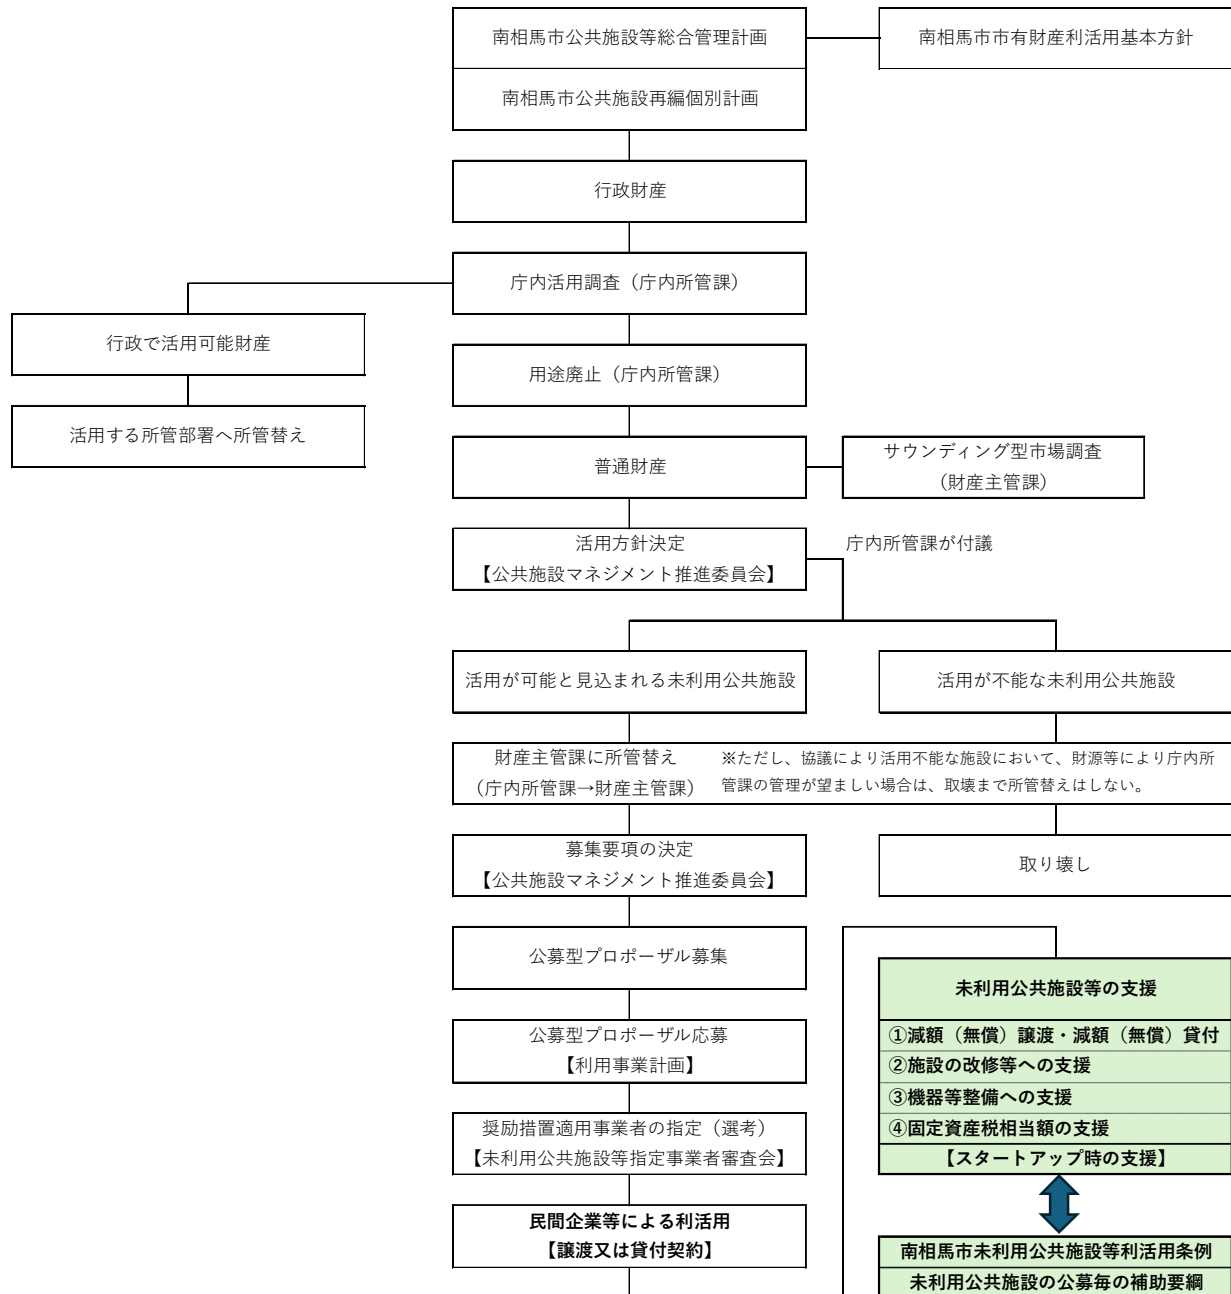 南相馬市公共施設等総合管理計画
南相馬市市有財産利活用基本方針
南相馬市公共施設再編個別計画
行政財産
庁内活用調査（庁内所管課）
行政で活用可能財産
用途廃止（庁内所管課）
活用する所管部署へ所管替え
普通財産
サウンディング型市場調査
（財産主管課）
活用方針決定
【公共施設マネジメント推進委員会】
庁内所管課が付議
活用が可能と見込まれる未利用公共施設
活用が不能な未利用公共施設
財産主管課に所管替え
（庁内所管課→財産主管課）
※ただし、協議により活用不能な施設において、財源等により庁内所
管課の管理が望ましい場合は、取壊まで所管替えはしない。
募集要項の決定
【公共施設マネジメント推進委員会】
取り壊し
公募型プロポーザル募集
公募型プロポーザル応募
【利用事業計画】
奨励措置適用事業者の指定（選考）
【未利用公共施設等指定事業者審査会】
民間企業等による利活用
【譲渡又は貸付契約】
未利用公共施設等の支援
①減額（無償）譲渡・減額（無償）貸付
②施設の改修等への支援
③機器等整備への支援
④固定資産税相当額の支援
【スタートアップ時の支援】
南相馬市未利用公共施設等利活用条例
未利用公共施設の公募毎の補助要綱